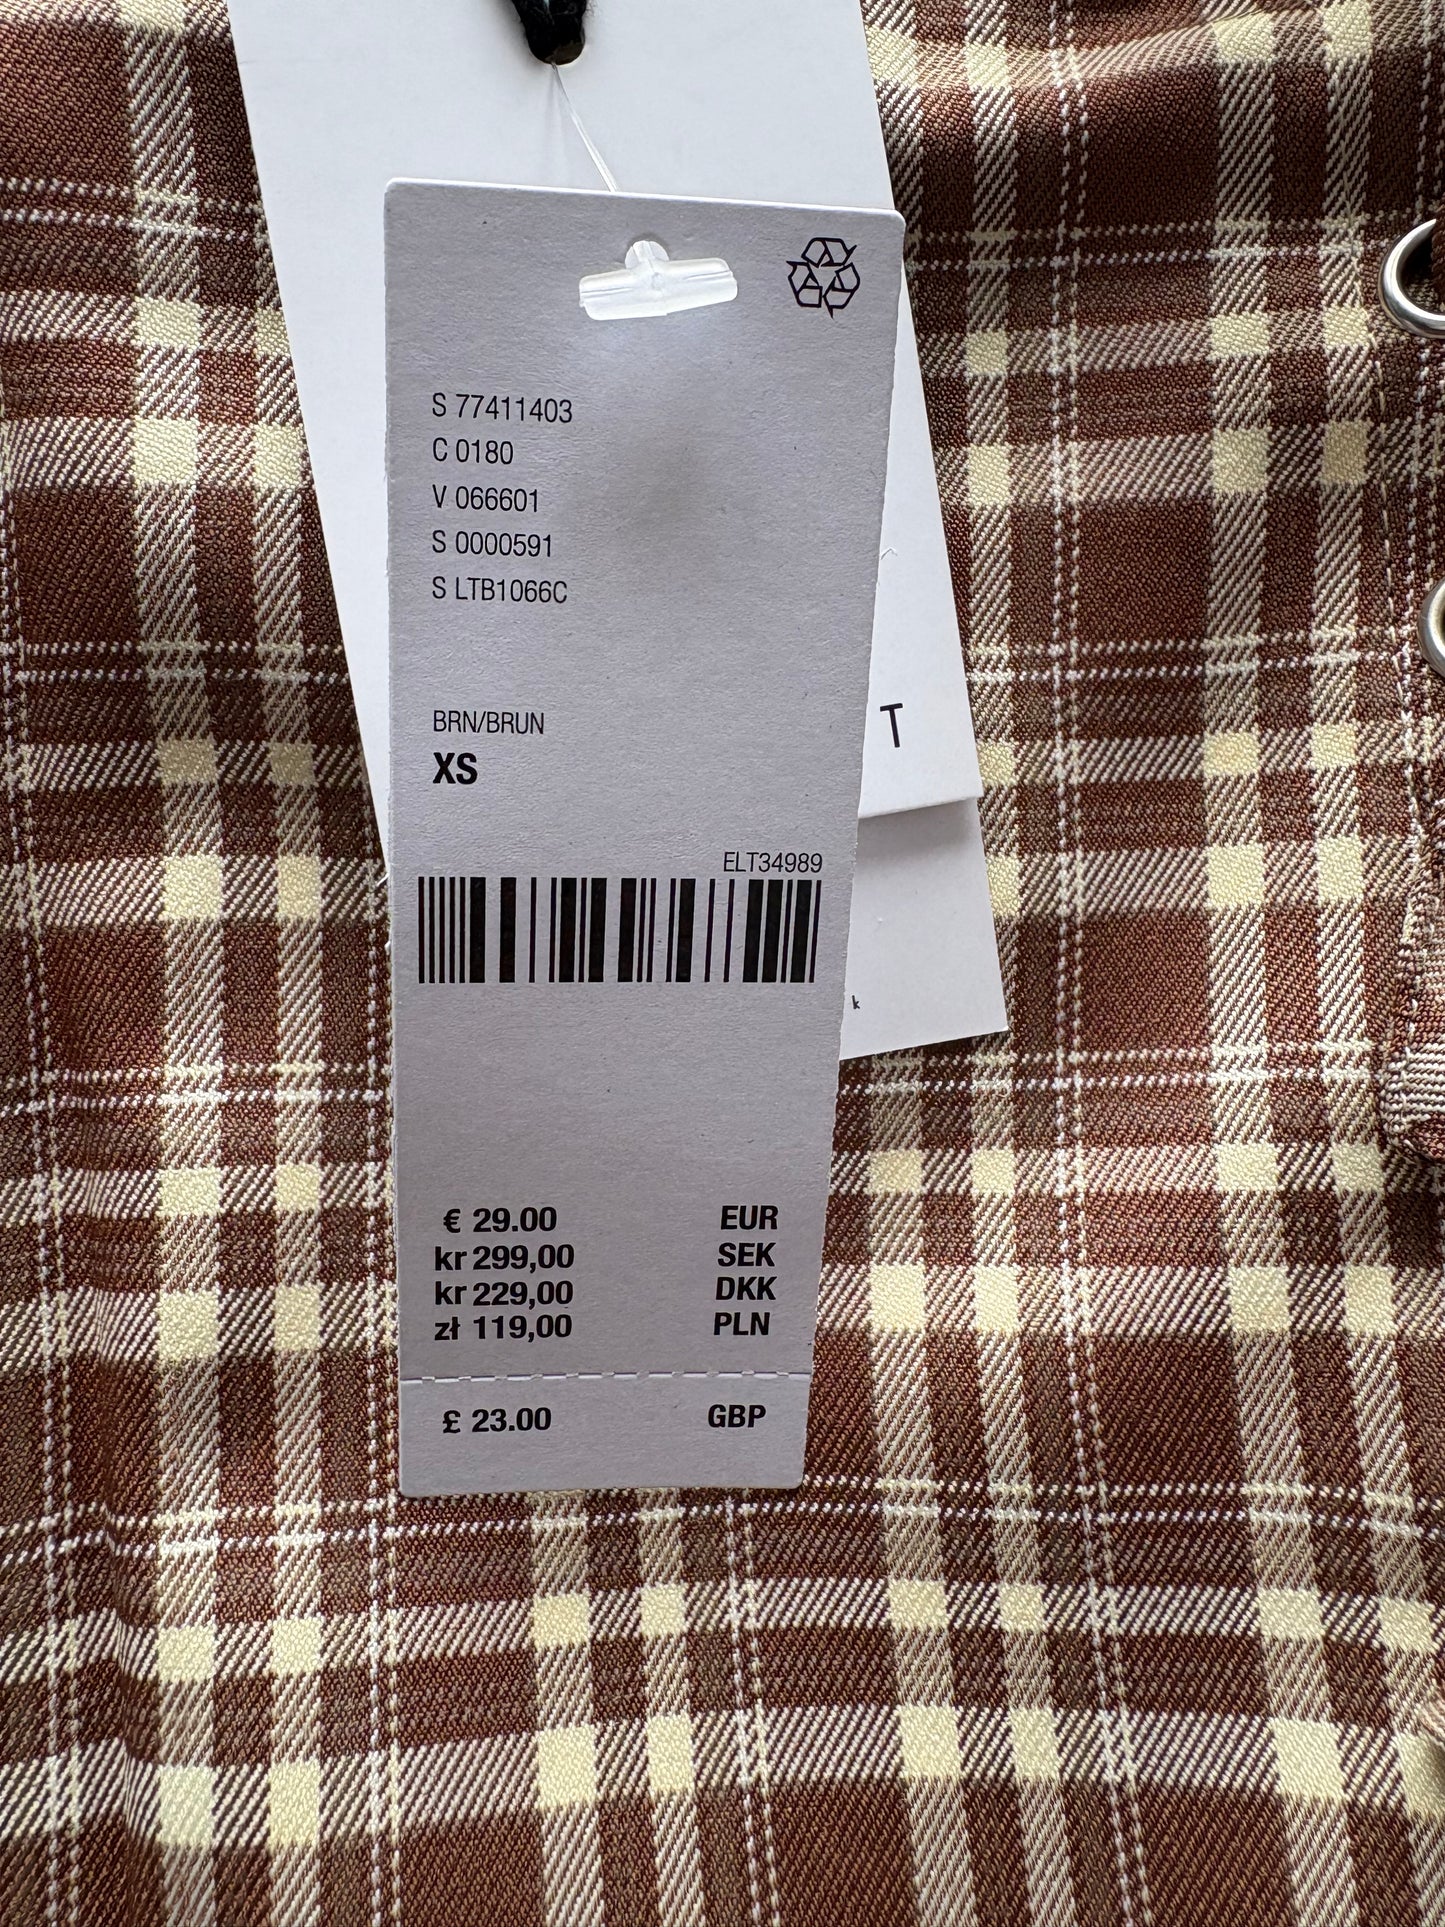 S 77411403
C 0180
V 066601
S 0000591
S LTB1066C
T
BRN/BRUN
XS
ELT34989
k
€ 29.00 EUR
kr 299,00 SEK
kr 229,00 DKK
zł 119,00 PLN
£ 23.00 GBP